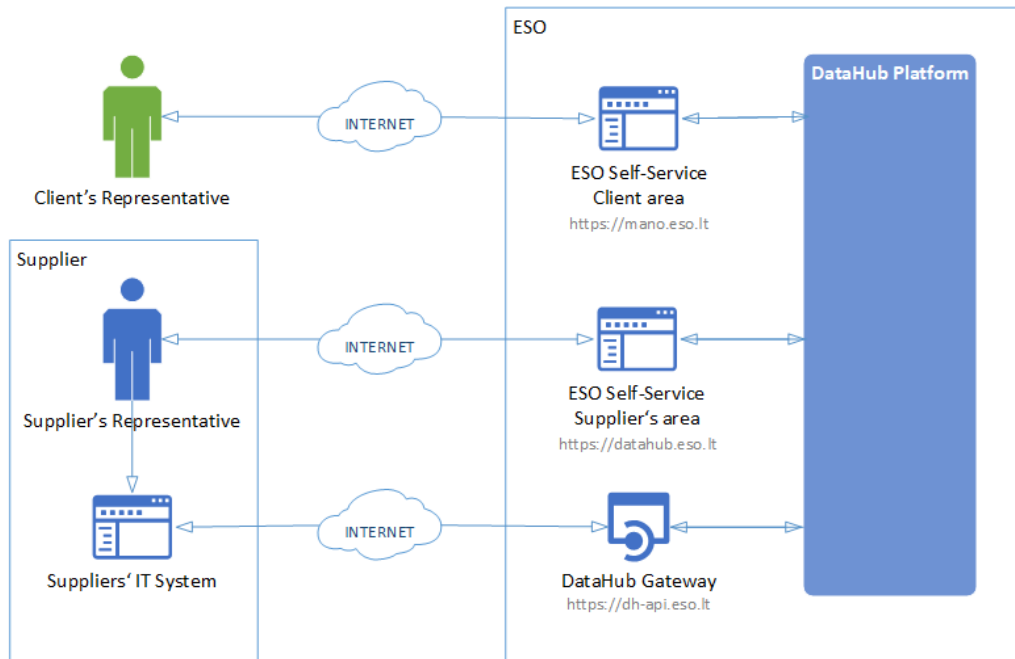 ESO
DataHub Platform
INTERNET
Client's Representative
ESO Self-Service
Client area
https://mano.eso.lt
Supplier
INTERNET
Supplier's Representative
ESO Self-Service
Supplier‘s area
https://datahub.eso.lt
INTERNET
Suppliers‘ IT System
DataHub Gateway
https://dh-api.eso.lt